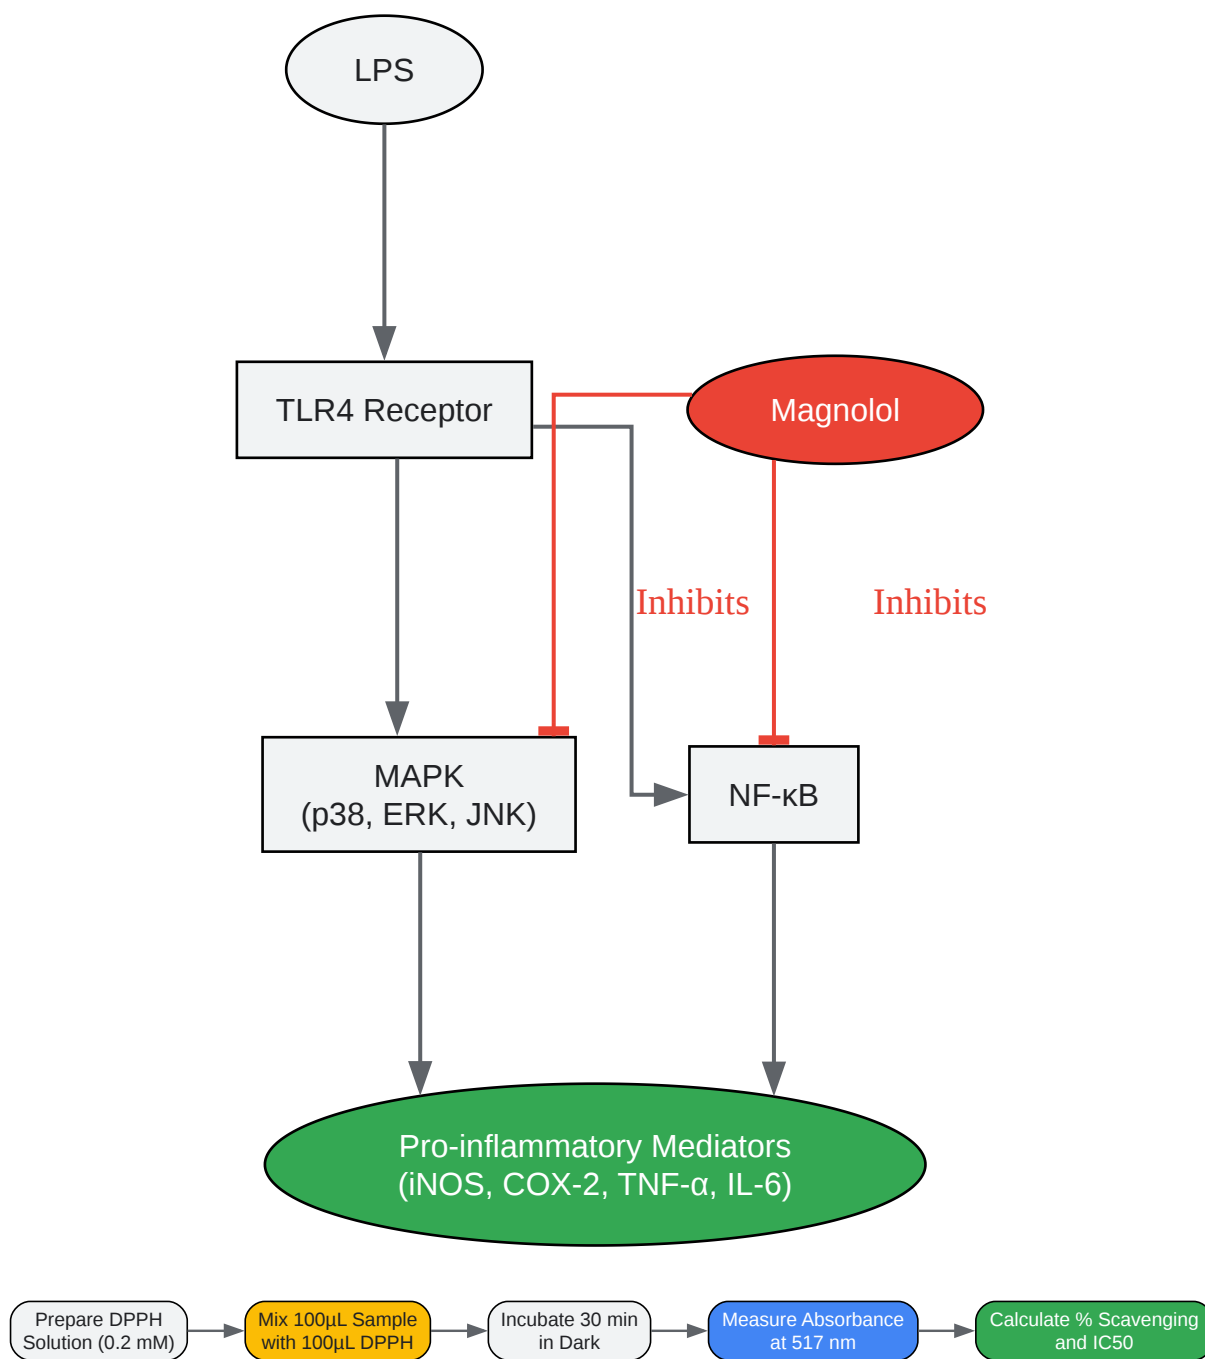 LPS
TLR4 Receptor
Magnolol
Inhibits
Inhibits
MAPK
(p38, ERK, JNK)
NF-κB
Pro-inflammatory Mediators
(iNOS, COX-2, TNF-α, IL-6)
Prepare DPPH
Solution (0.2 mM)
Mix 100µL Sample
with 100µL DPPH
Incubate 30 min
in Dark
Measure Absorbance
at 517 nm
Calculate % Scavenging
and IC50